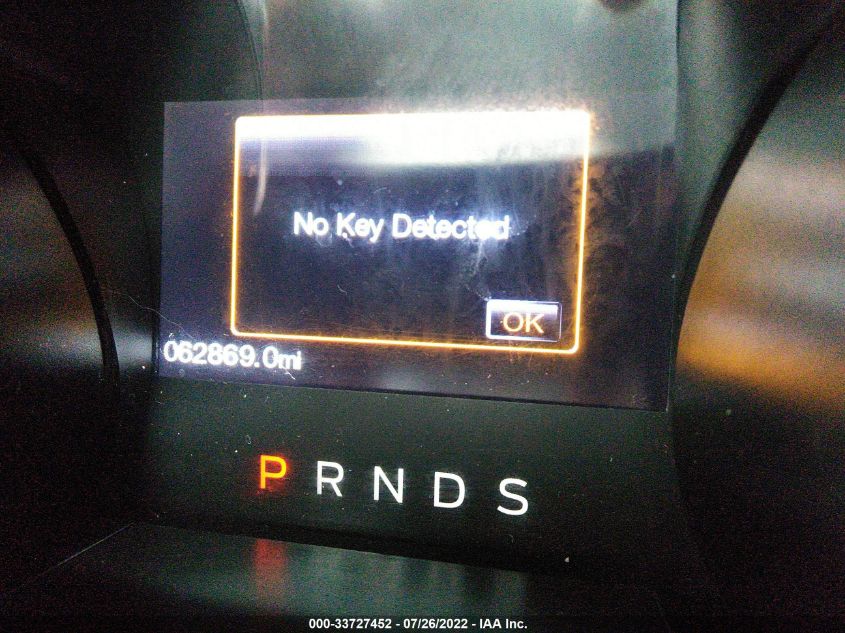 No Key Detected
OK
062869.0mi
P R N D S
000-33727452 - 07/26/2022 - IAA Inc.